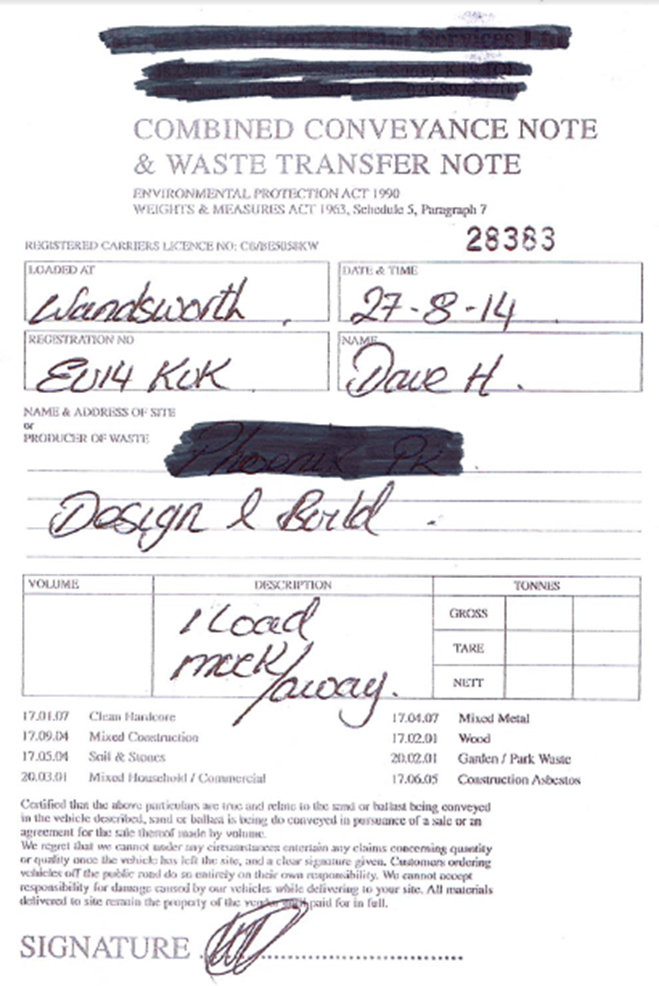 Services
COMBINED CONVEYANCE NOTE
& WASTE TRANSFER NOTE
ENVIRONMENTAL PROTECTION ACT 1990
WEIGHTS & MEASURES ACT 1963, Schedule 5, Paragraph 7
28383
REGISTERED CARRIERS LICENCE NO: CB/BE5058KW
LOADED AT
Wandsworth
DATE & TIME
27-8-14
REGISTRATION NO
EU14 KUK
NAME
Dave H.
NAME & ADDRESS OF SITE
or
PRODUCER OF WASTE
Phoenix Pk
Design & Build
VOLUME DESCRIPTION TONNES
1 Load
muck/away.
GROSS
TARE
NETT
17.01.07 Clean Hardcore 17.04.07 Mixed Metal
17.09.04 Mixed Construction 17.02.01 Wood
17.05.04 Soil & Stones 20.02.01 Garden / Park Waste
20.03.01 Mixed Household / Commercial 17.06.05 Construction Asbestos
Certified that the above particulars are true and relate to the sand or ballast being conveyed
in the vehicle described, sand or ballast is being do conveyed in pursuance of a sale or an
agreement for the sale thereof made by volume.
We regret that we cannot under any circumstances entertain any claims concerning quantity
or quality once the vehicle has left the site, and a clear signature given. Customers ordering
vehicles off the public road do so entirely on their own responsibility. We cannot accept
responsibility for damage caused by our vehicles while delivering to your site. All materials
delivered to site remain the property of the vendor until paid for in full.
SIGNATURE